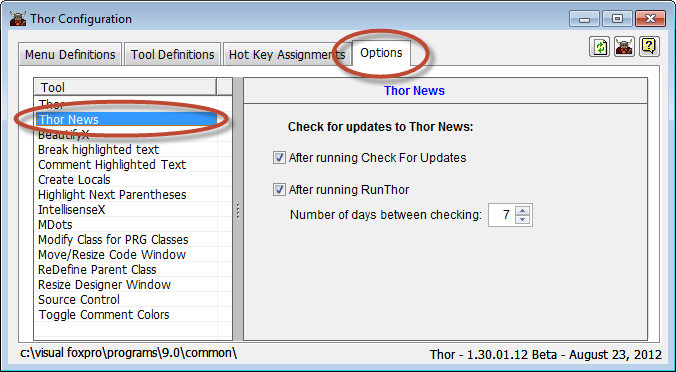 Thor Configuration
Menu Definitions Tool Definitions Hot Key Assignments Options
Tool
Thor
Thor News
BeautifyX
Break highlighted text
Comment Highlighted Text
Create Locals
Highlight Next Parentheses
IntellisenseX
MDots
Modify Class for PRG Classes
Move/Resize Code Window
ReDefine Parent Class
Resize Designer Window
Source Control
Toggle Comment Colors
Thor News
Check for updates to Thor News:
After running Check For Updates
After running RunThor
Number of days between checking: 7
c:\visual foxpro\programs\9.0\common\
Thor - 1.30.01.12 Beta - August 23, 2012